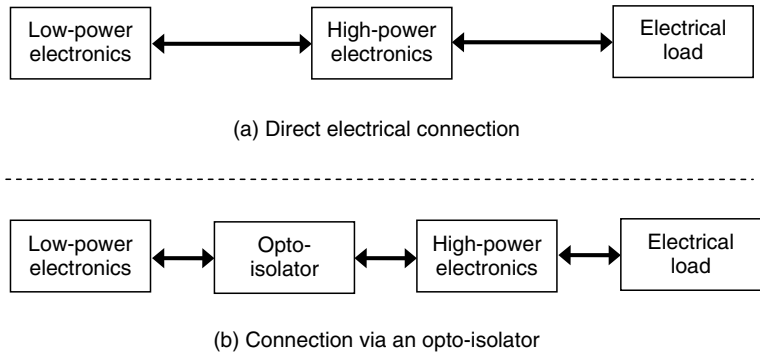 Low-power
electronics
High-power
electronics
Electrical
load
(a) Direct electrical connection
Low-power
electronics
Opto-
isolator
High-power
electronics
Electrical
load
(b) Connection via an opto-isolator